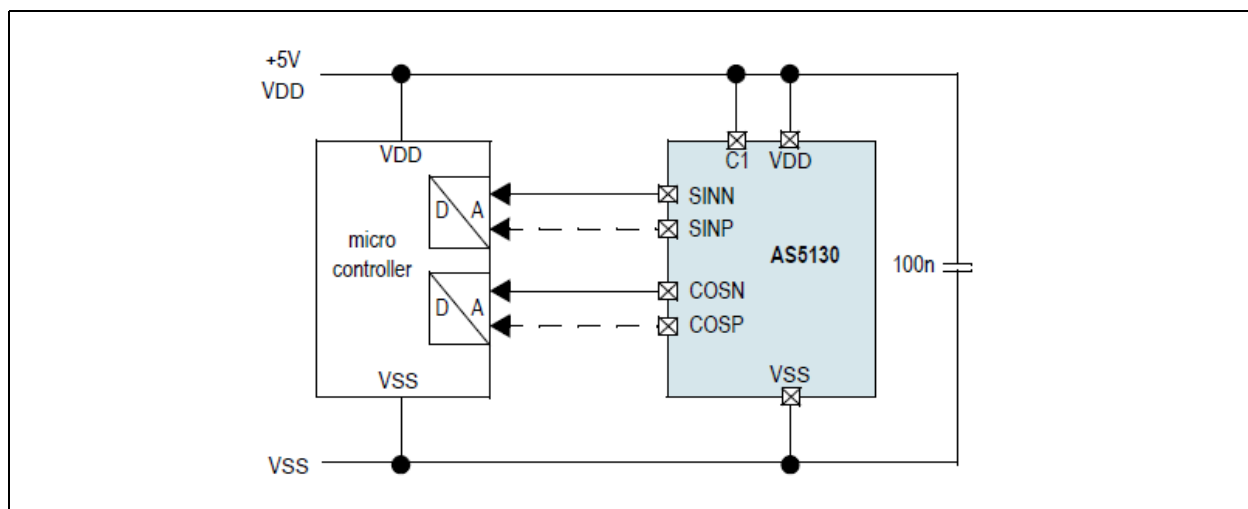 +5V
VDD
VDD
C1 VDD
D A
SINN
SINP
micro
controller
AS5130
100n
D A
COSN
COSP
VSS
VSS
VSS